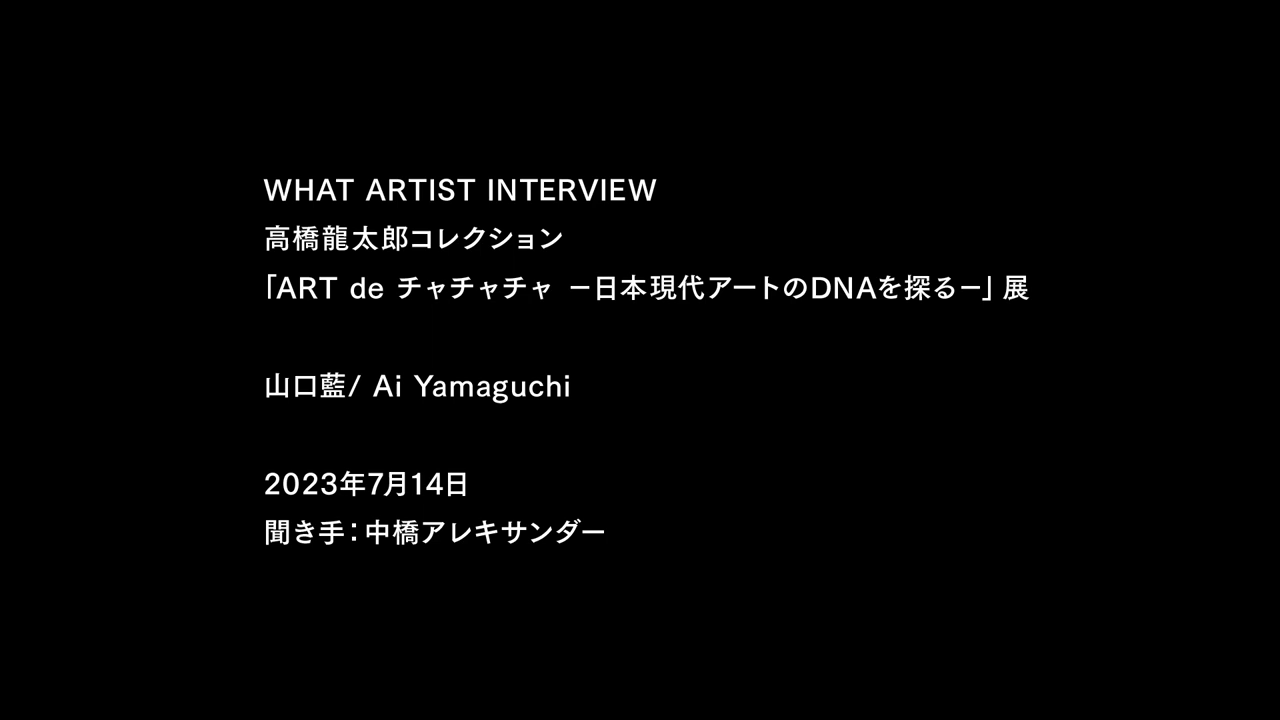 WHAT ARTIST INTERVIEW
高橋龍太郎コレクション
「ART de チャチャチャ －日本現代アートのDNAを探る－」展
山口藍/ Ai Yamaguchi
2023年7月14日
聞き手：中橋アレキサンダー